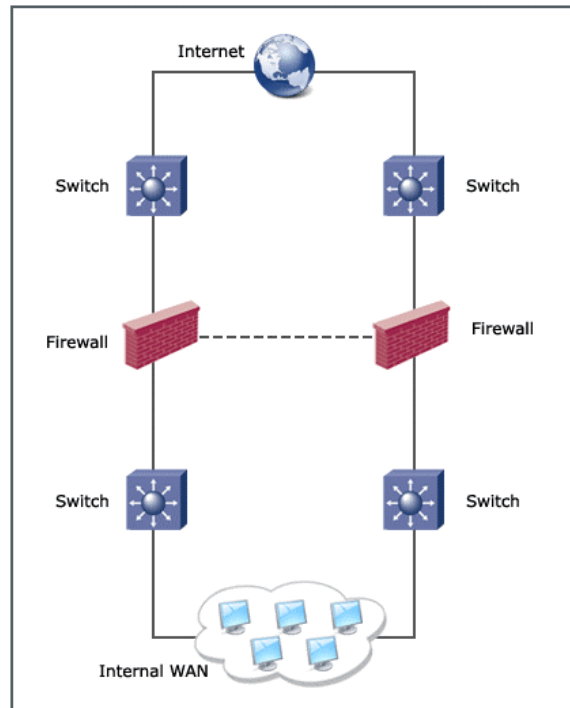 Internet
Switch
Switch
Firewall
Firewall
Switch
Switch
Internal WAN